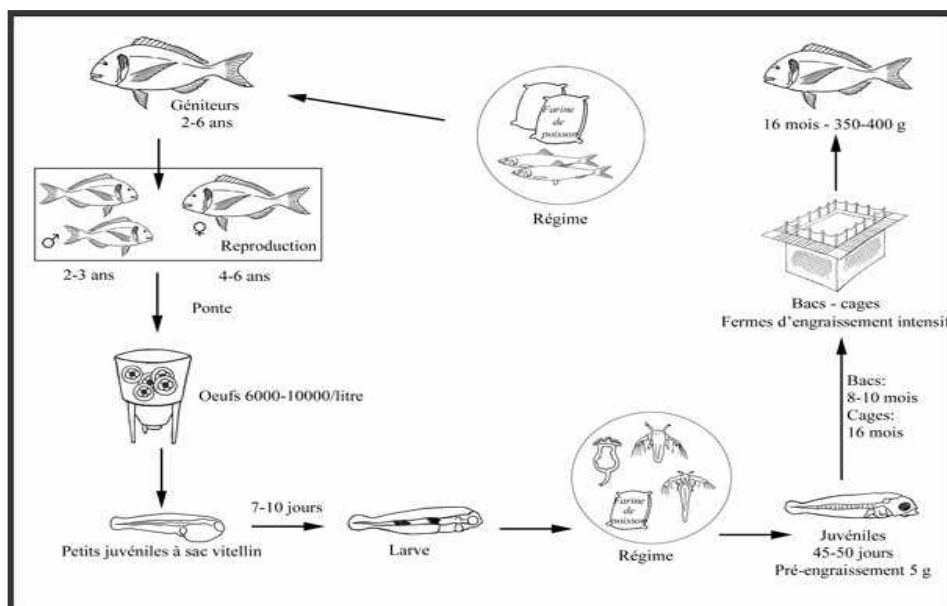 Géniteurs
2-6 ans
Farine
de
poisson
Régime
16 mois - 350-400 g
♂
♀
Reproduction
2-3 ans
4-6 ans
Ponte
Bacs - cages
Fermes d'engraissement intensif
Oeufs 6000-10000/litre
Bacs:
8-10 mois
Cages:
16 mois
7-10 jours
Farine
de
poisson
Petits juvéniles à sac vitellin
Larve
Régime
Juvéniles
45-50 jours
Pré-engraissement 5 g